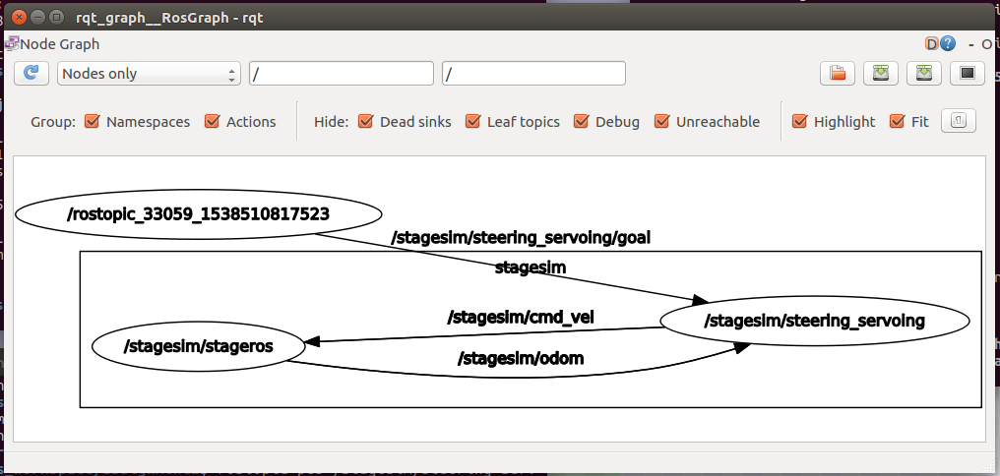 rqt_graph__RosGraph - rqt
Node Graph
D ? - O
Nodes only / /
Group: Namespaces Actions Hide: Dead sinks Leaf topics Debug Unreachable Highlight Fit
/rostopic_33059_1538510817523
/stagesim/steering_servoing/goal
stagesim
/stagesim/cmd_vel
/stagesim/steering_servoing
/stagesim/stageros
/stagesim/odom